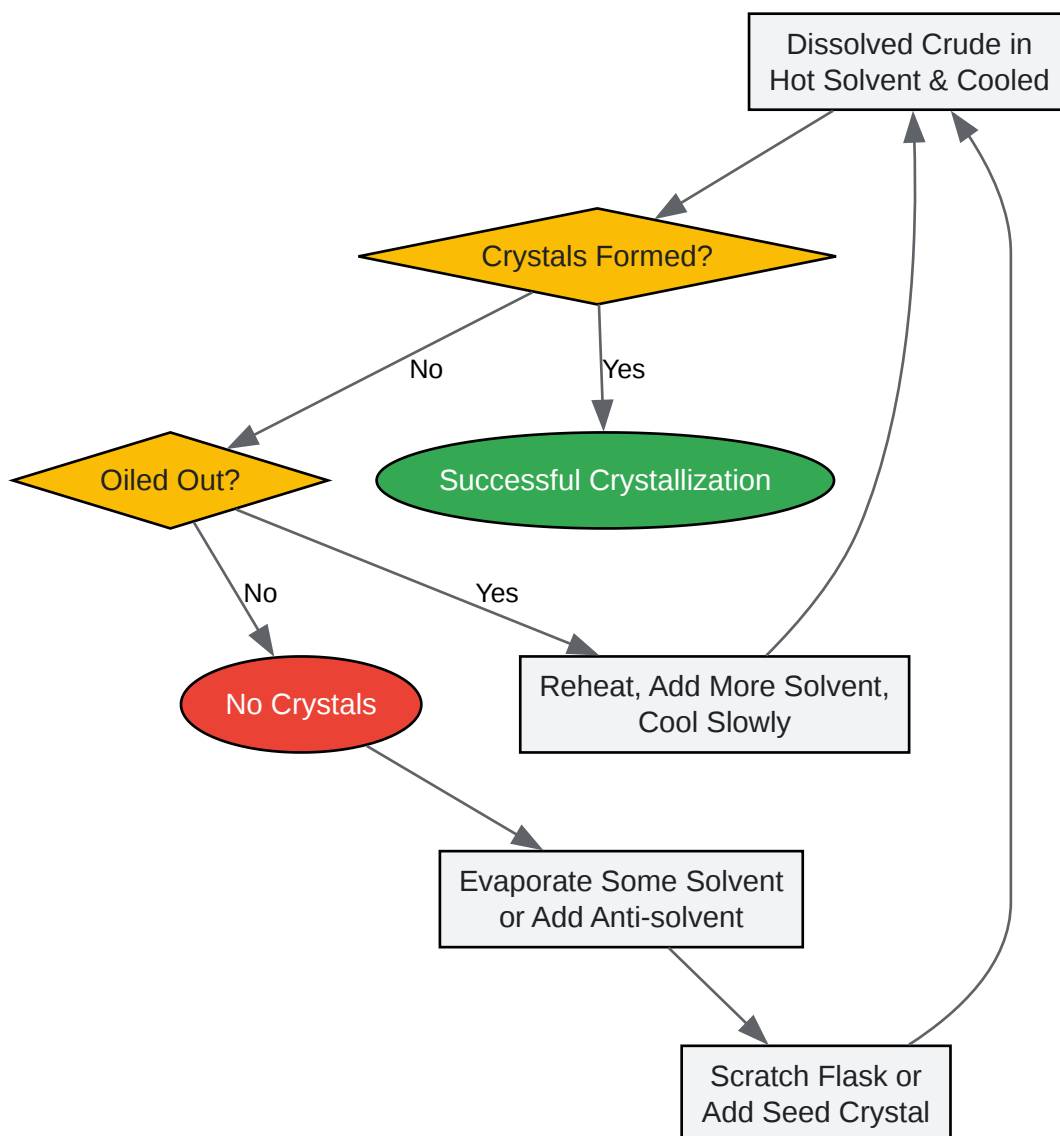 Dissolved Crude in
Hot Solvent & Cooled
Crystals Formed?
No
Yes
Oiled Out?
Successful Crystallization
No
Yes
No Crystals
Reheat, Add More Solvent,
Cool Slowly
Evaporate Some Solvent
or Add Anti-solvent
Scratch Flask or
Add Seed Crystal